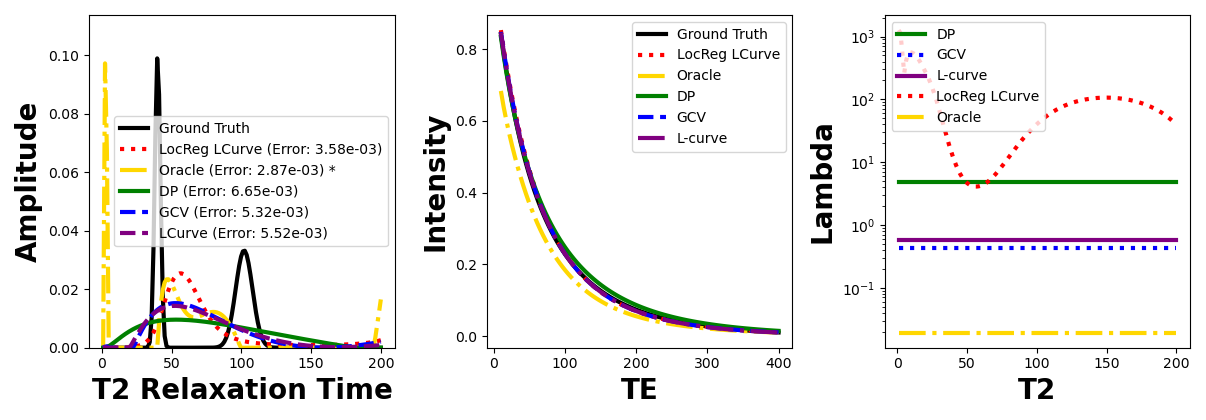 0.10
0.08
0.06
0.04
0.02
0.00
Amplitude
Ground Truth
LocReg LCurve (Error: 3.58e-03)
Oracle (Error: 2.87e-03) *
DP (Error: 6.65e-03)
GCV (Error: 5.32e-03)
LCurve (Error: 5.52e-03)
0 50 100 150 200
T2 Relaxation Time
0.8
0.6
0.4
0.2
0.0
Intensity
Ground Truth
LocReg LCurve
Oracle
DP
GCV
L-curve
0 100 200 300 400
TE
10³
10²
10¹
10⁰
10⁻¹
Lambda
DP
GCV
L-curve
LocReg LCurve
Oracle
0 50 100 150 200
T2